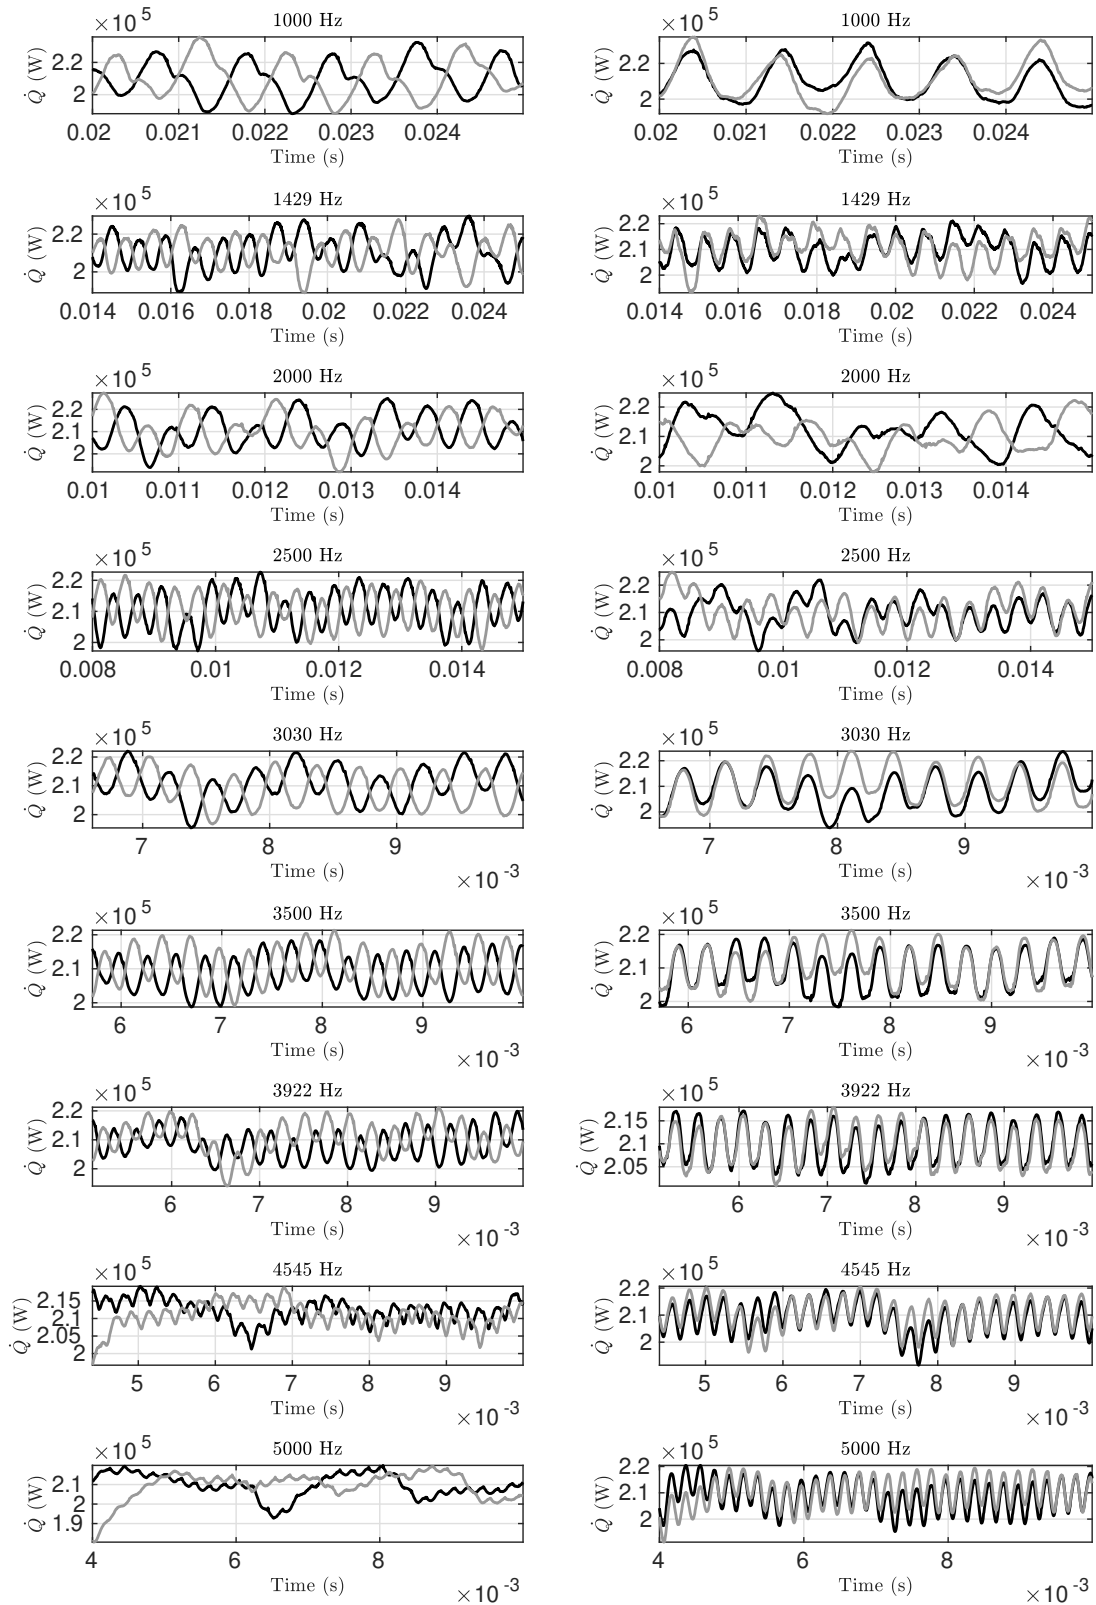 ×10 5 1000 Hz ×10 5 1000 Hz
Q̇ (W) 2.2 2 Q̇ (W) 2.2 2
0.02 0.021 0.022 0.023 0.024 0.02 0.021 0.022 0.023 0.024
Time (s) Time (s)
×10 5 1429 Hz ×10 5 1429 Hz
Q̇ (W) 2.2 2 Q̇ (W) 2.2 2.1 2
0.014 0.016 0.018 0.02 0.022 0.024 0.014 0.016 0.018 0.02 0.022 0.024
Time (s) Time (s)
×10 5 2000 Hz ×10 5 2000 Hz
Q̇ (W) 2.2 2.1 2 Q̇ (W) 2.2 2.1 2
0.01 0.011 0.012 0.013 0.014 0.01 0.011 0.012 0.013 0.014
Time (s) Time (s)
×10 5 2500 Hz ×10 5 2500 Hz
Q̇ (W) 2.2 2.1 2 Q̇ (W) 2.2 2.1 2
0.008 0.01 0.012 0.014 0.008 0.01 0.012 0.014
Time (s) Time (s)
×10 5 3030 Hz ×10 5 3030 Hz
Q̇ (W) 2.2 2.1 2 Q̇ (W) 2.2 2.1 2
7 8 9 7 8 9
Time (s) ×10 -3 Time (s) ×10 -3
×10 5 3500 Hz ×10 5 3500 Hz
Q̇ (W) 2.2 2.1 2 Q̇ (W) 2.2 2.1 2
6 7 8 9 6 7 8 9
Time (s) ×10 -3 Time (s) ×10 -3
×10 5 3922 Hz ×10 5 3922 Hz
Q̇ (W) 2.2 2.1 2 Q̇ (W) 2.15 2.1 2.05
6 7 8 9 6 7 8 9
Time (s) ×10 -3 Time (s) ×10 -3
×10 5 4545 Hz ×10 5 4545 Hz
Q̇ (W) 2.15 2.1 2.05 2 Q̇ (W) 2.2 2.1 2
5 6 7 8 9 5 6 7 8 9
Time (s) ×10 -3 Time (s) ×10 -3
×10 5 5000 Hz ×10 5 5000 Hz
Q̇ (W) 2.1 2 1.9 Q̇ (W) 2.2 2.1 2
4 6 8 4 6 8
Time (s) ×10 -3 Time (s) ×10 -3